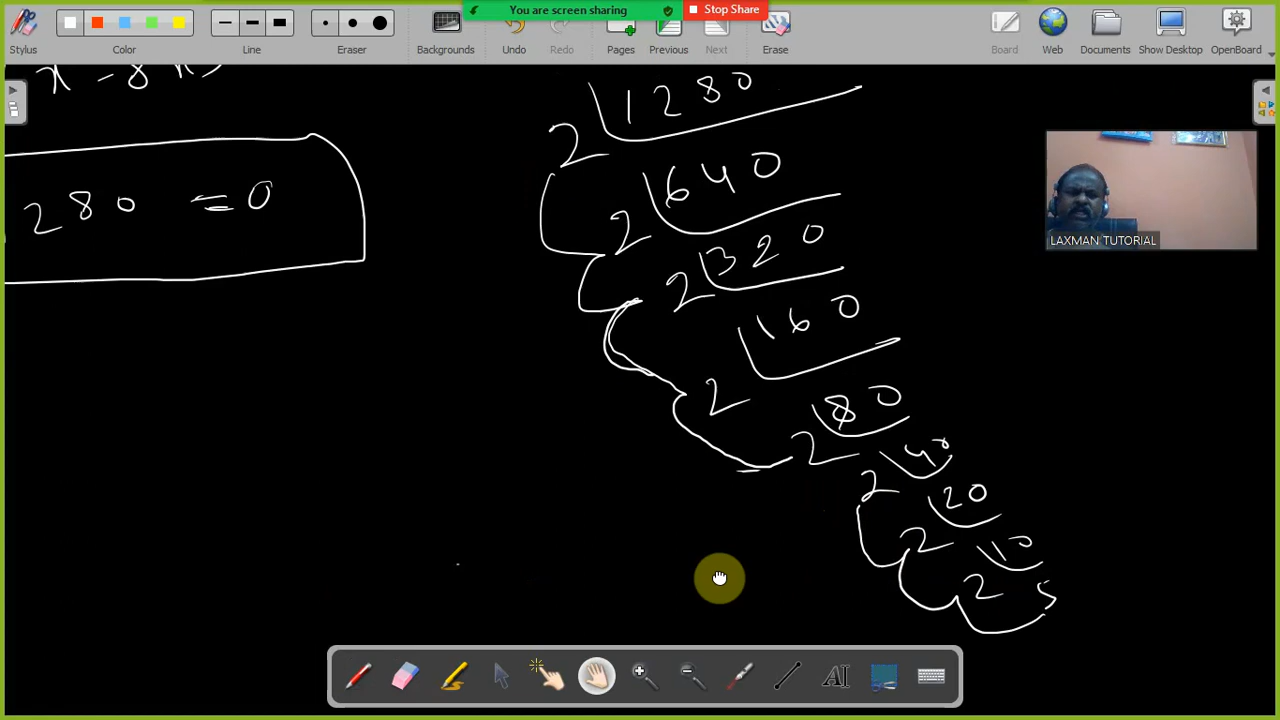 You are screen sharing Stop Share
Stylus Color Line Eraser Backgrounds Undo Redo Pages Previous Next Erase Board Web Documents Show Desktop OpenBoard
2 1280
2 640
280 = 0
2 320
2 160
2 80
2 40
2 20
2 10
5
LAXMAN TUTORIAL